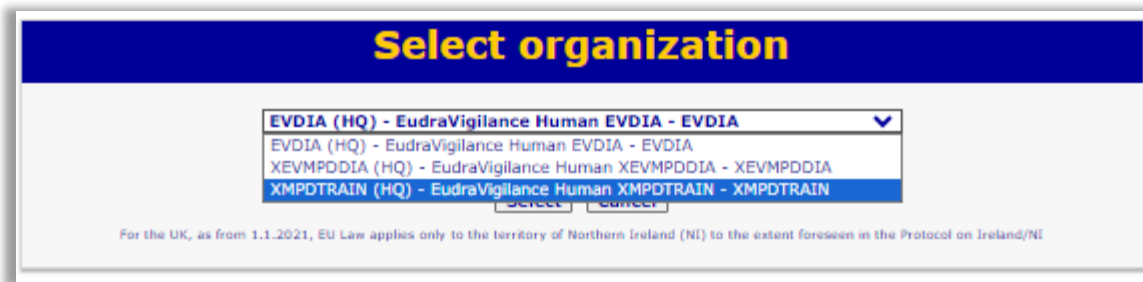 Select organization
EVDIA (HQ) - EudraVigilance Human EVDIA - EVDIA
EVDIA (HQ) - EudraVigilance Human EVDIA - EVDIA
XEVMPDDIA (HQ) - EudraVigilance Human XEVMPDDIA - XEVMPDDIA
XMPDTRAIN (HQ) - EudraVigilance Human XMPDTRAIN - XMPDTRAIN
Select Cancel
For the UK, as from 1.1.2021, EU Law applies only to the territory of Northern Ireland (NI) to the extent foreseen in the Protocol on Ireland/NI